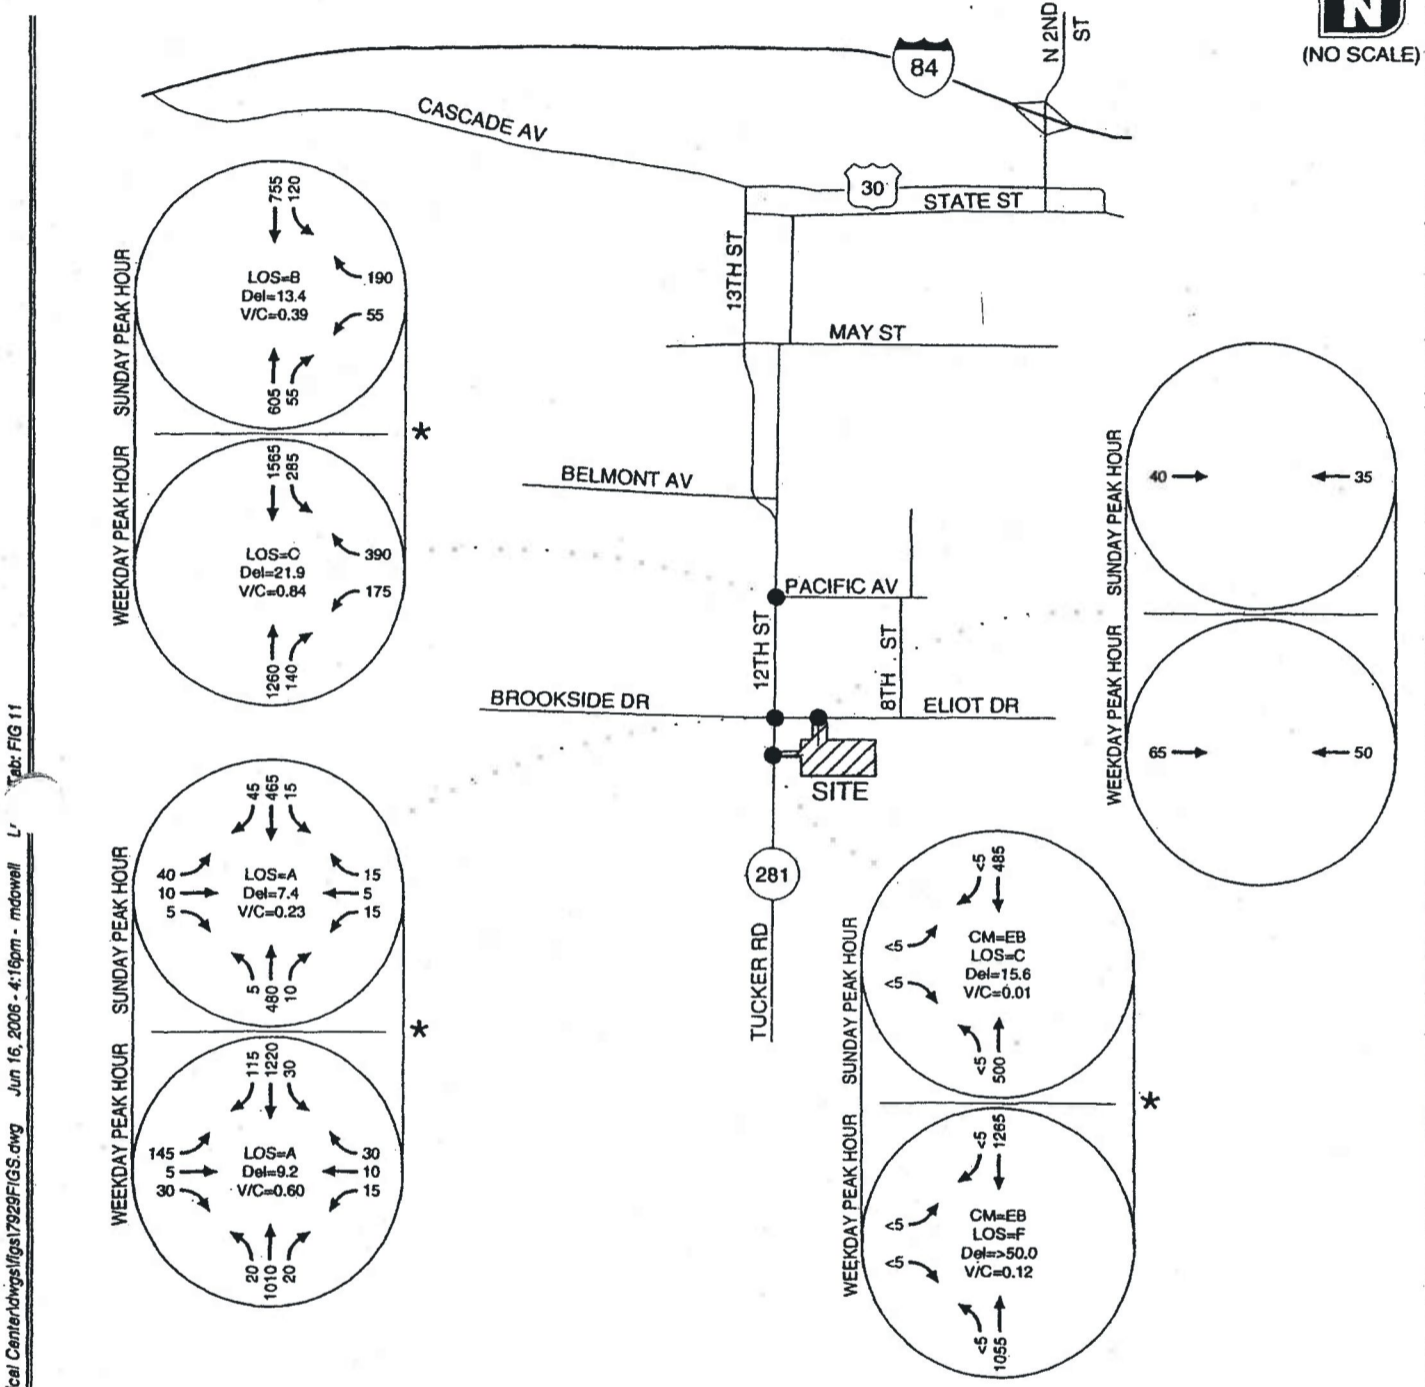 N
(NO SCALE)
N 2ND
ST
84
CASCADE AV
30
STATE ST
13TH ST
MAY ST
BELMONT AV
PACIFIC AV
12TH ST
8TH ST
BROOKSIDE DR
ELIOT DR
SITE
281
TUCKER RD
SUNDAY PEAK HOUR
755
120
LOS=B
Del=13.4
V/C=0.39
190
55
605
55
WEEKDAY PEAK HOUR
1565
285
LOS=C
Del=21.9
V/C=0.84
390
175
1260
140
*
SUNDAY PEAK HOUR
45
465
15
40
10
5
LOS=A
Del=7.4
V/C=0.23
15
5
15
5
480
10
WEEKDAY PEAK HOUR
115
1220
30
145
5
30
LOS=A
Del=9.2
V/C=0.60
30
10
15
20
1010
20
*
SUNDAY PEAK HOUR
40
35
WEEKDAY PEAK HOUR
65
50
SUNDAY PEAK HOUR
<5
485
<5
<5
CM=EB
LOS=C
Del=15.6
V/C=0.01
<5
500
WEEKDAY PEAK HOUR
<5
1265
<5
<5
CM=EB
LOS=F
Del=>50.0
V/C=0.12
<5
1055
*
cal Center\dwgs\figs\7929FIGS.dwg Jun 16, 2006 - 4:16pm - mdowell Tab: FIG 11